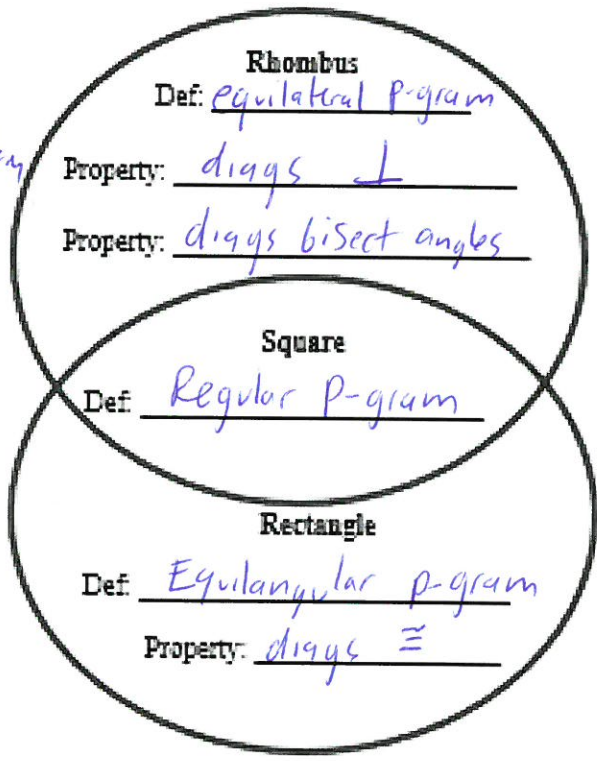 Rhombus
Def: equilateral p-gram
Property: diags ⊥
Property: diags bisect angles
Square
Def: Regular P-gram
Rectangle
Def: Equilangular p-gram
Property: diags ≅